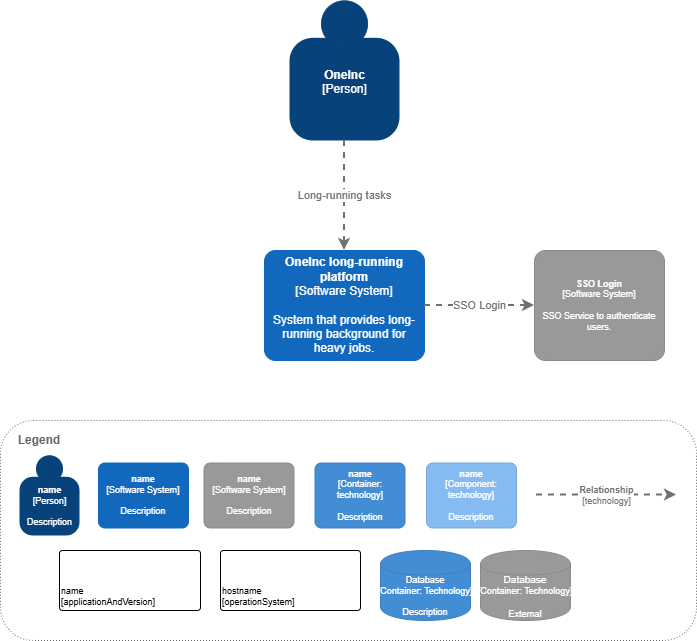 OneInc
[Person]
Long-running tasks
OneInc long-running
platform
[Software System]
System that provides long-
running background for
heavy jobs.
SSO Login
SSO Login
[Software System]
SSO Service to authenticate
users.
Legend
name
[Person]
Description
name
[Software System]
Description
name
[Software System]
Description
name
[Container:
technology]
Description
name
[Component:
technology]
Description
Relationship
[technology]
name
[applicationAndVersion]
hostname
[operationSystem]
Database
Container: Technology]
Description
Database
Container: Technology]
External